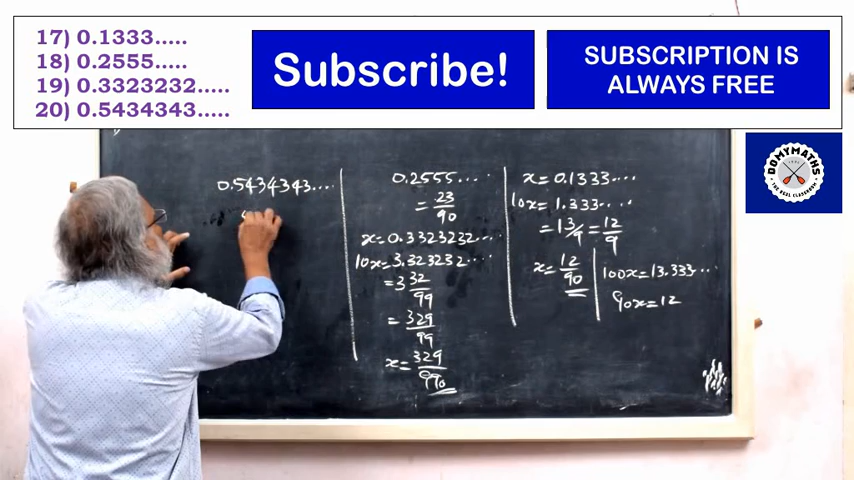 17) 0.1333.....
18) 0.2555.....
19) 0.3323232.....
20) 0.5434343.....
Subscribe!
SUBSCRIPTION IS
ALWAYS FREE
DOMYMATHS
THE REAL CLASSROOM
0.5434343...
0.2555...
= 23/90
x=0.3323232...
10x=3.323232...
=3 32/99
= 329/99
x= 329/990
x=0.1333...
10x=1.333...
=1 3/9 = 12/9
x= 12/90
100x=13.333...
90x=12